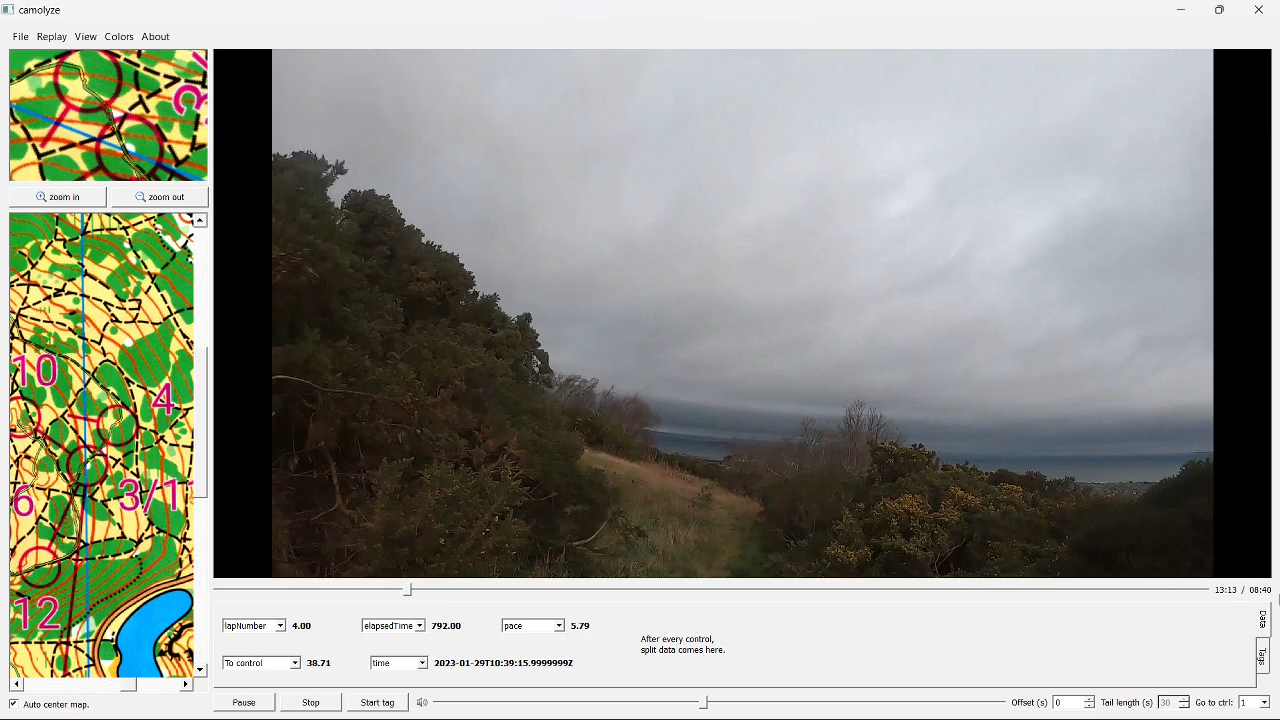 camolyze
File Replay View Colors About
3
zoom in zoom out
10
4
6
3/1
12
13:13 / 08:40
lapNumber 4.00 elapsedTime 792.00 pace 5.79
After every control,
split data comes here.
To control 38.71 time 2023-01-29T10:39:15.9999999Z
Data
Tags
Auto center map.
Pause Stop Start tag Offset (s) 0 Tail length (s) 30 Go to ctrl: 1